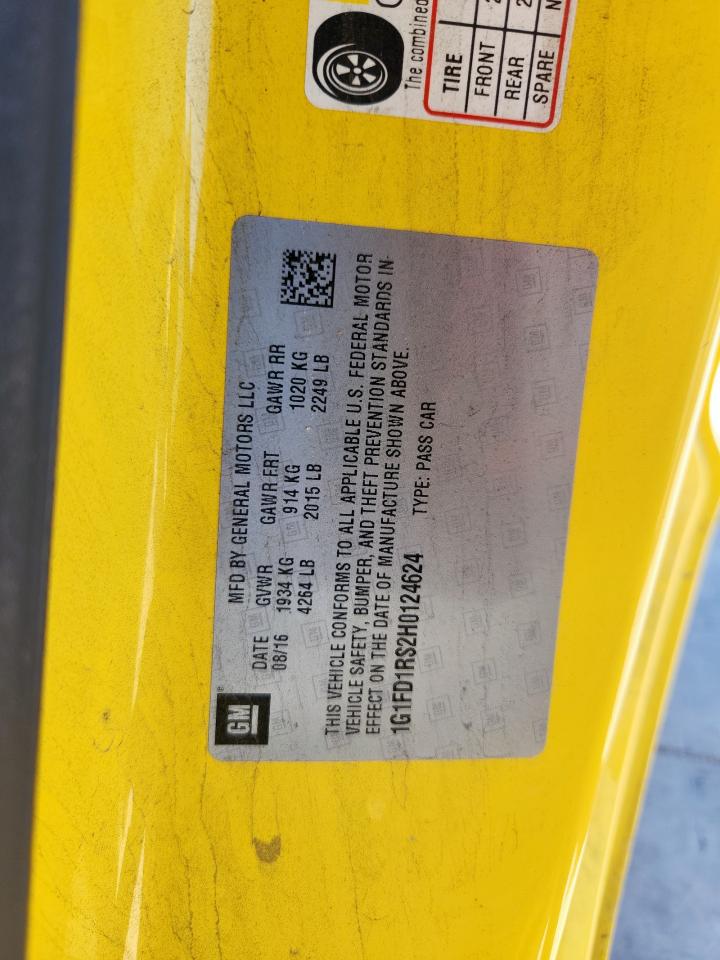 The combined
TIRE
FRONT
REAR
SPARE
GM
MFD BY GENERAL MOTORS LLC
DATE GVWR GAWR FRT GAWR RR
08/16 1934 KG 914 KG 1020 KG
4264 LB 2015 LB 2249 LB
THIS VEHICLE CONFORMS TO ALL APPLICABLE U.S. FEDERAL MOTOR
VEHICLE SAFETY, BUMPER, AND THEFT PREVENTION STANDARDS IN
EFFECT ON THE DATE OF MANUFACTURE SHOWN ABOVE.
1G1FD1RS2H0124624 TYPE: PASS CAR